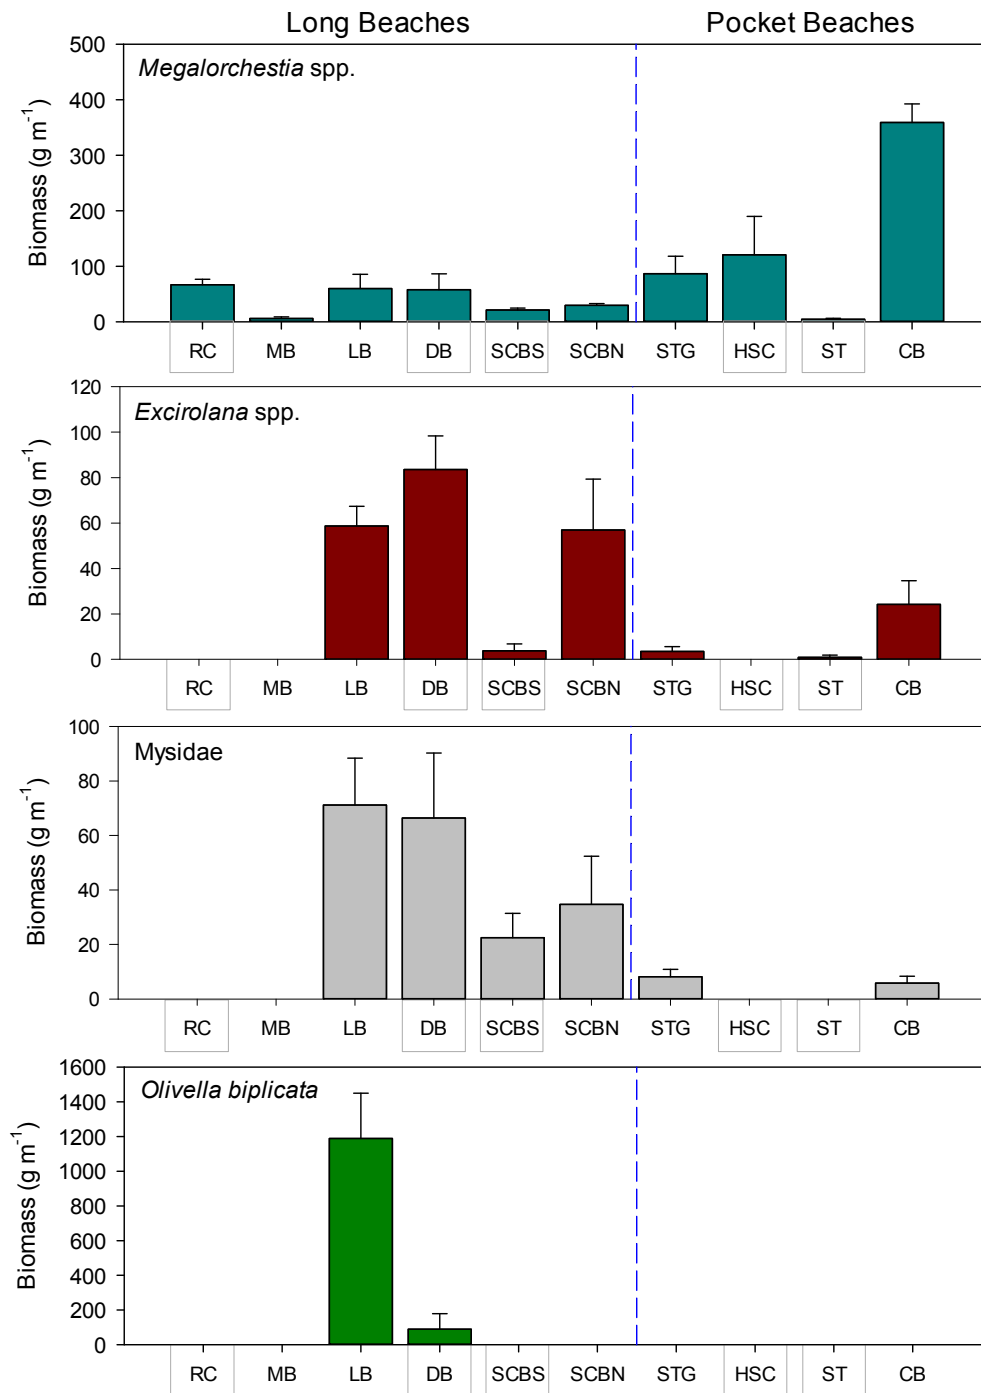 Long Beaches Pocket Beaches
500
400
300
200
100
0
Biomass (g m⁻¹)
Megalorchestia spp.
RC MB LB DB SCBS SCBN STG HSC ST CB
120
100
80
60
40
20
0
Biomass (g m⁻¹)
Excirolana spp.
RC MB LB DB SCBS SCBN STG HSC ST CB
100
80
60
40
20
0
Biomass (g m⁻¹)
Mysidae
RC MB LB DB SCBS SCBN STG HSC ST CB
1600
1400
1200
1000
800
600
400
200
0
Biomass (g m⁻¹)
Olivella biplicata
RC MB LB DB SCBS SCBN STG HSC ST CB